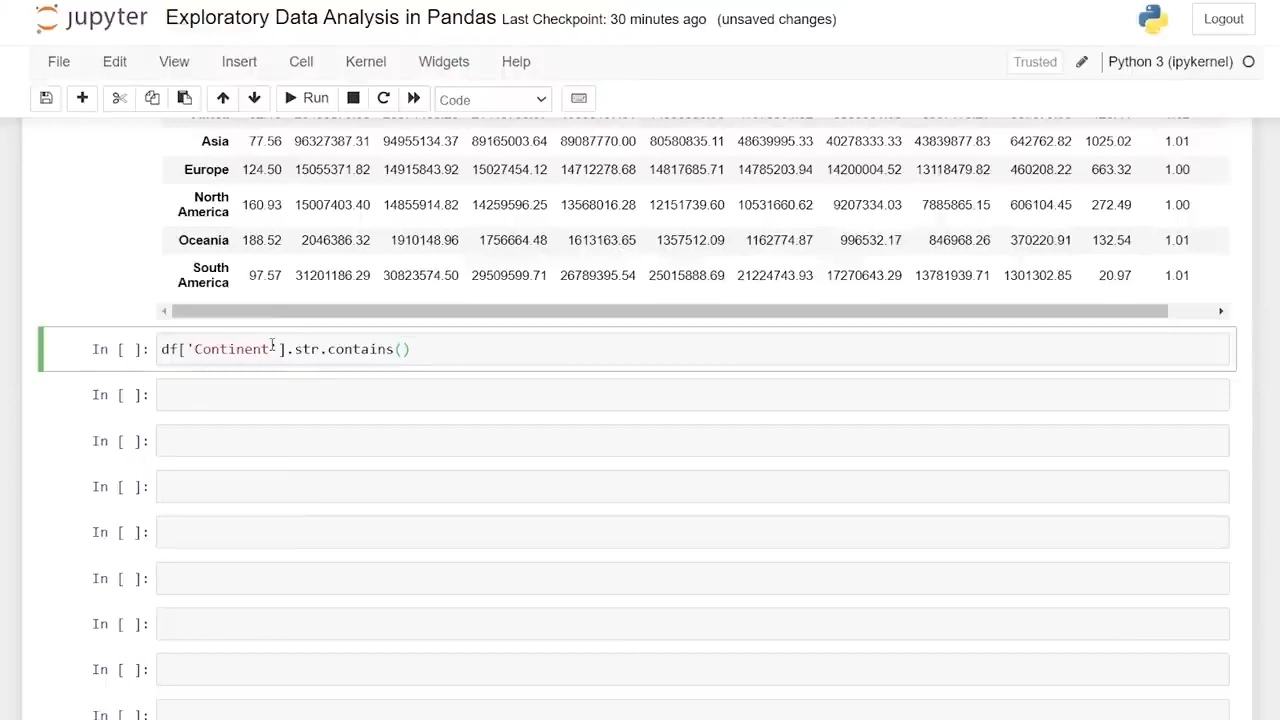 jupyter Exploratory Data Analysis in Pandas Last Checkpoint: 30 minutes ago (unsaved changes) Logout
File Edit View Insert Cell Kernel Widgets Help Trusted Python 3 (ipykernel)
Run Code
Asia 77.56 96327387.31 94955134.37 89165003.64 89087770.00 80580835.11 48639995.33 40278333.33 43839877.83 642762.82 1025.02 1.01
Europe 124.50 15055371.82 14915843.92 15027454.12 14712278.68 14817685.71 14785203.94 14200004.52 13118479.82 460208.22 663.32 1.00
North America 160.93 15007403.40 14855914.82 14259596.25 13568016.28 12151739.60 10531660.62 9207334.03 7885865.15 606104.45 272.49 1.00
Oceania 188.52 2046386.32 1910148.96 1756664.48 1613163.65 1357512.09 1162774.87 996532.17 846968.26 370220.91 132.54 1.01
South America 97.57 31201186.29 30823574.50 29509599.71 26789395.54 25015888.69 21224743.93 17270643.29 13781939.71 1301302.85 20.97 1.01
In [ ]: df['Continent'].str.contains()
In [ ]:
In [ ]:
In [ ]:
In [ ]:
In [ ]:
In [ ]:
In [ ]:
In [ ]: